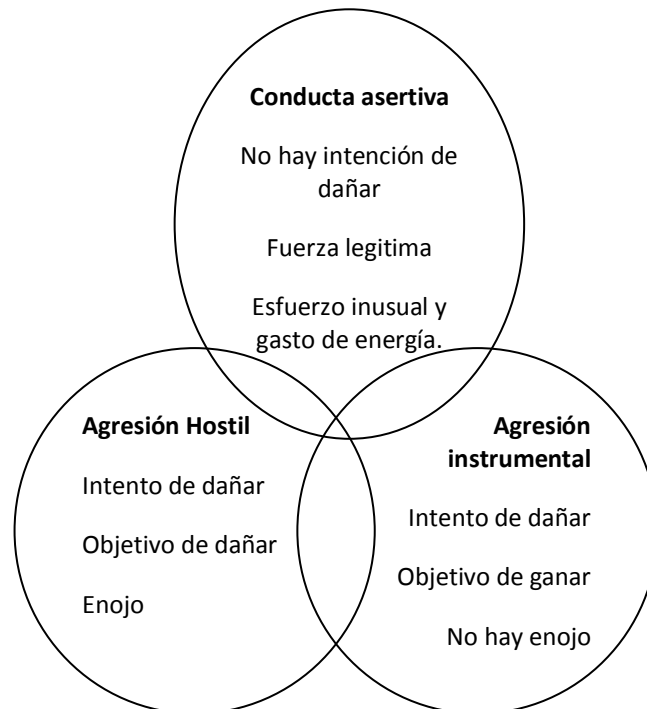 Conducta asertiva
No hay intención de
dañar
Fuerza legitima
Esfuerzo inusual y
gasto de energía.
Agresión Hostil
Intento de dañar
Objetivo de dañar
Enojo
Agresión
instrumental
Intento de dañar
Objetivo de ganar
No hay enojo